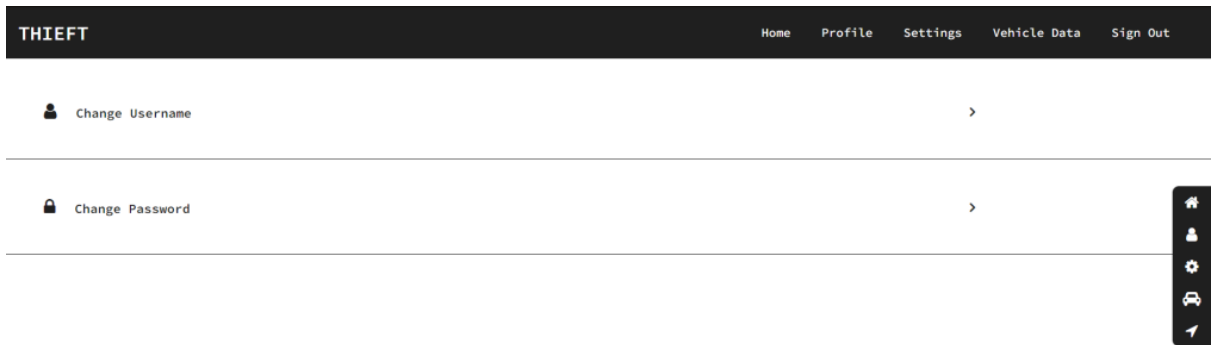 THIEFT Home Profile Settings Vehicle Data Sign Out
Change Username
Change Password